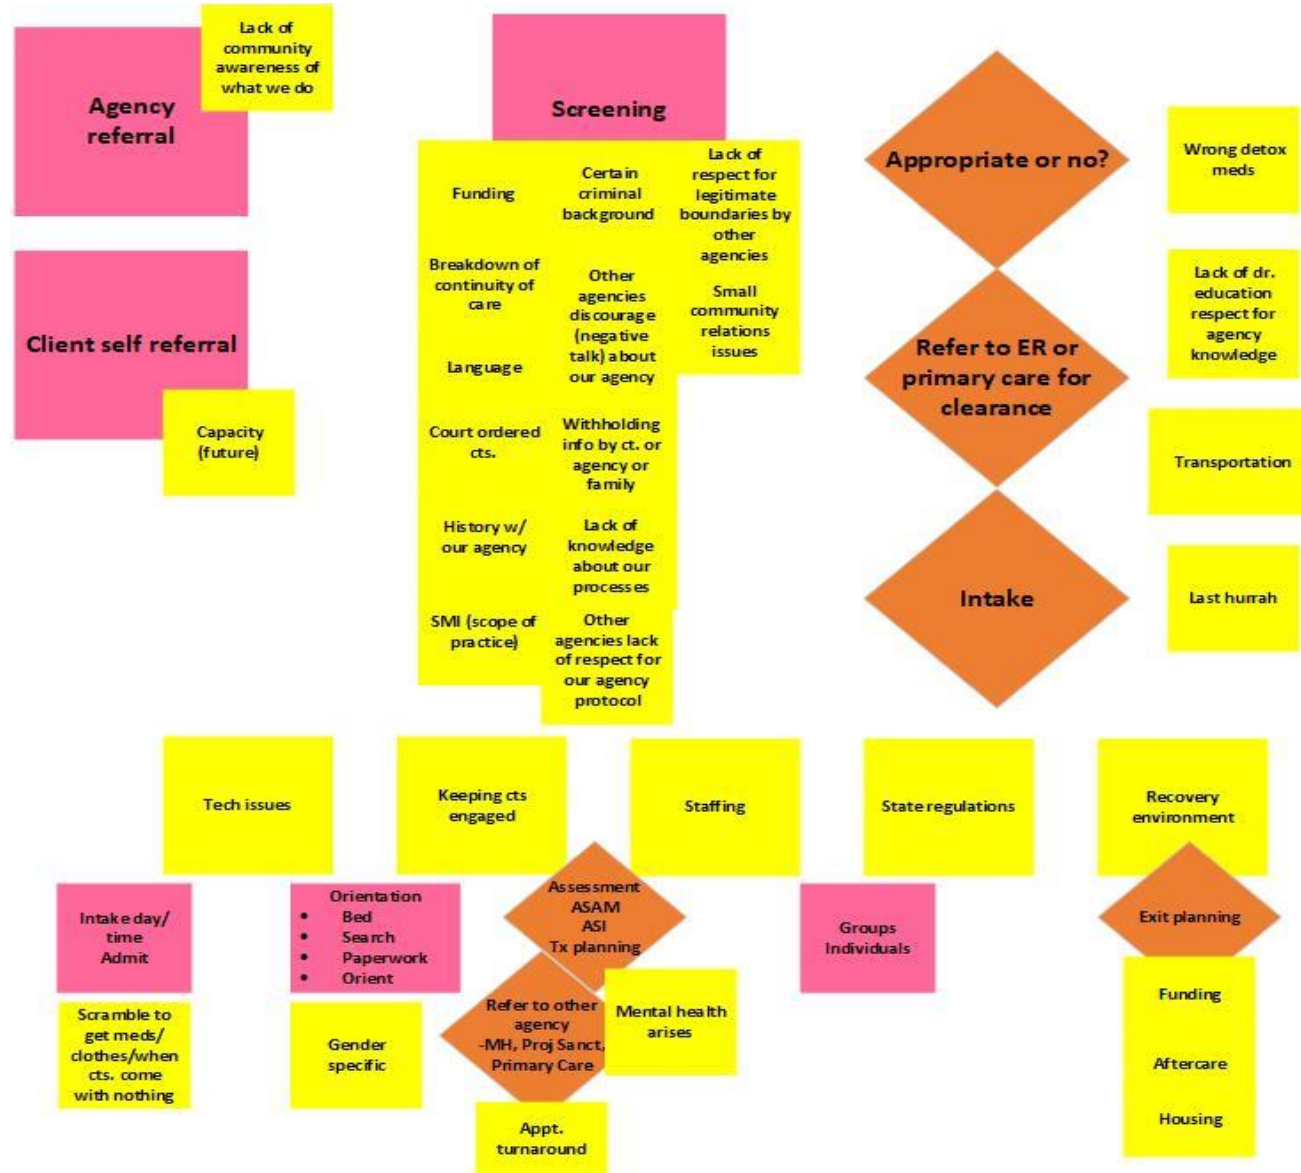 Lack of
community
awareness of
what we do
Agency
referral
Client self referral
Capacity
(future)
Screening
Funding
Breakdown of
continuity of
care
Language
Court ordered
cts.
History w/
our agency
SMI (scope of
practice)
Certain
criminal
background
Other
agencies
discourage
(negative
talk) about
our agency
Withholding
info by ct. or
agency or
family
Lack of
knowledge
about our
processes
Other
agencies lack
of respect for
our agency
protocol
Lack of
respect for
legitimate
boundaries by
other
agencies
Small
community
relations
issues
Appropriate or no?
Refer to ER or
primary care for
clearance
Intake
Wrong detox
meds
Lack of dr.
education
respect for
agency
knowledge
Transportation
Last hurrah
Tech issues
Keeping cts
engaged
Staffing
State regulations
Recovery
environment
Intake day/
time
Admit
Orientation
• Bed
• Search
• Paperwork
• Orient
Assessment
ASAM
ASI
Tx planning
Groups
Individuals
Exit planning
Scramble to
get meds/
clothes/when
cts. come
with nothing
Gender
specific
Refer to other
agency
-MH, Proj Sanct,
Primary Care
Mental health
arises
Appt.
turnaround
Funding
Aftercare
Housing